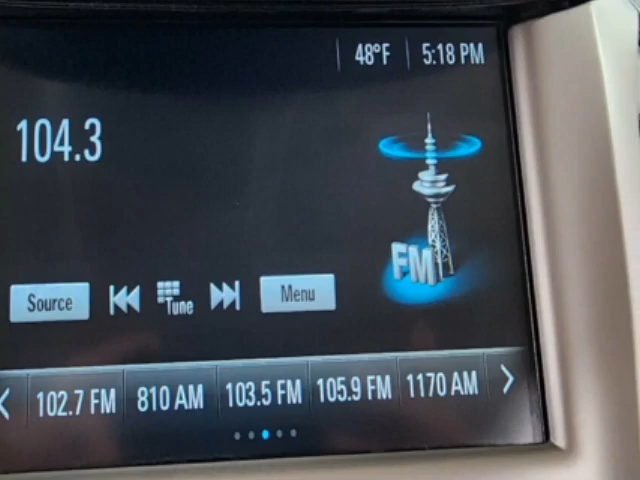 48°F 5:18 PM
104.3
FM
Source Tune Menu
102.7 FM 810 AM 103.5 FM 105.9 FM 1170 AM